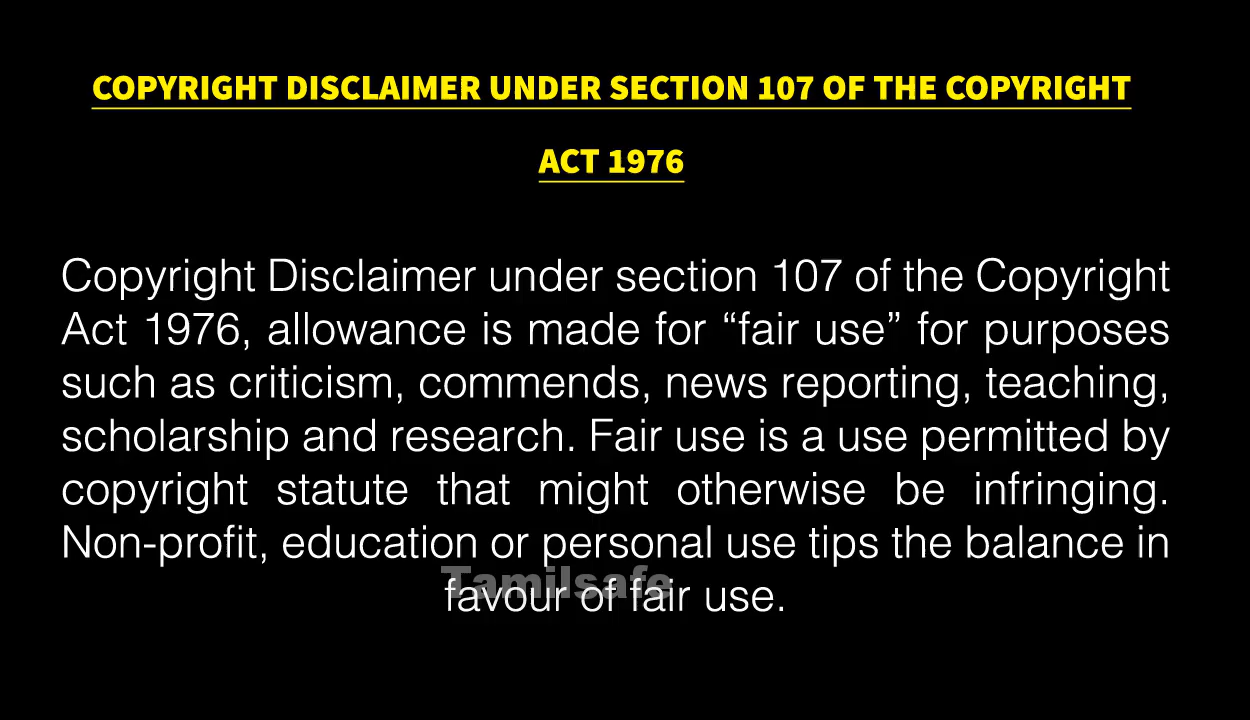 COPYRIGHT DISCLAIMER UNDER SECTION 107 OF THE COPYRIGHT
ACT 1976
Copyright Disclaimer under section 107 of the Copyright
Act 1976, allowance is made for “fair use” for purposes
such as criticism, commends, news reporting, teaching,
scholarship and research. Fair use is a use permitted by
copyright statute that might otherwise be infringing.
Non-profit, education or personal use tips the balance in
Tamilsafe
favour of fair use.